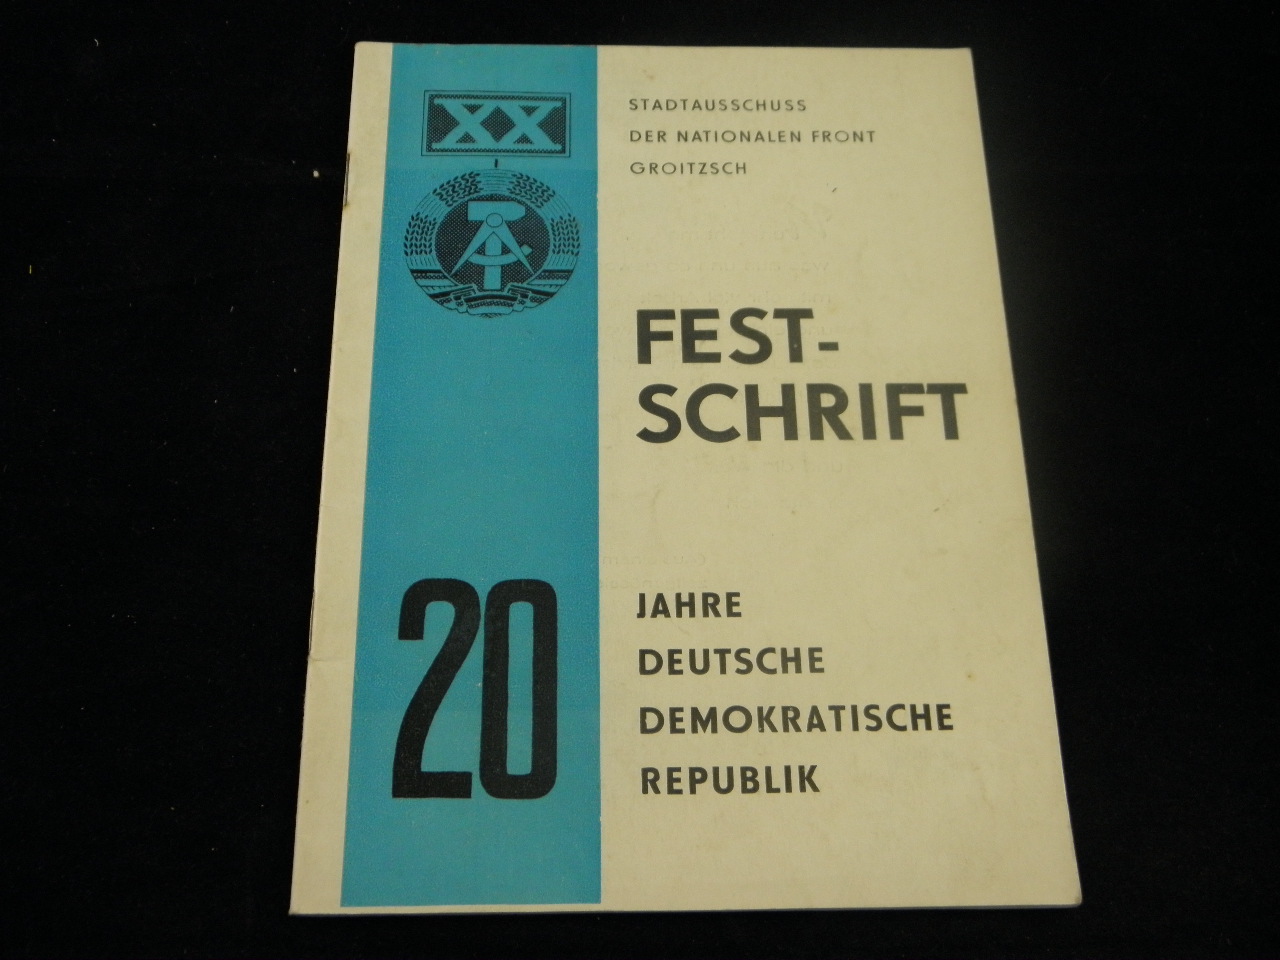 XX
STADTAUSSCHUSS
DER NATIONALEN FRONT
GROITZSCH
FEST-
SCHRIFT
20
JAHRE
DEUTSCHE
DEMOKRATISCHE
REPUBLIK